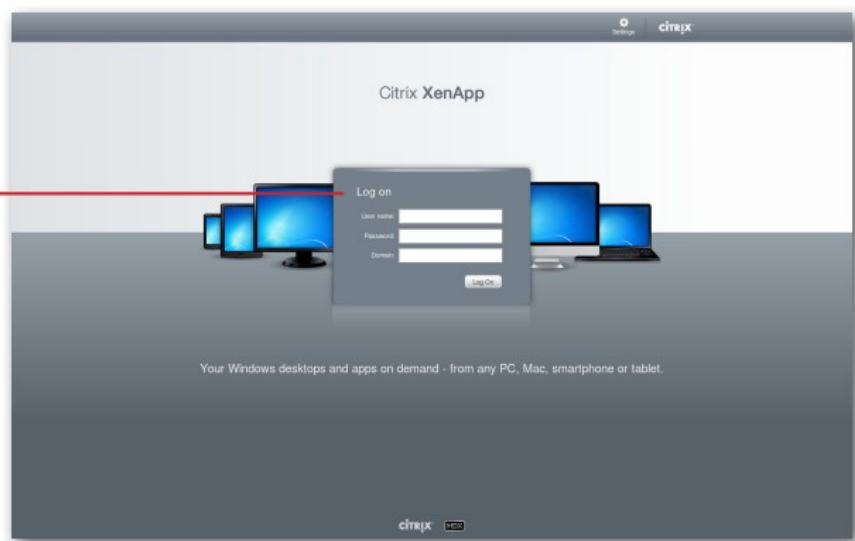 Settings
CITRIX
Citrix XenApp
Log on
User name:
Password:
Domain:
Log On
Your Windows desktops and apps on demand - from any PC, Mac, smartphone or tablet.
CITRIX HDX